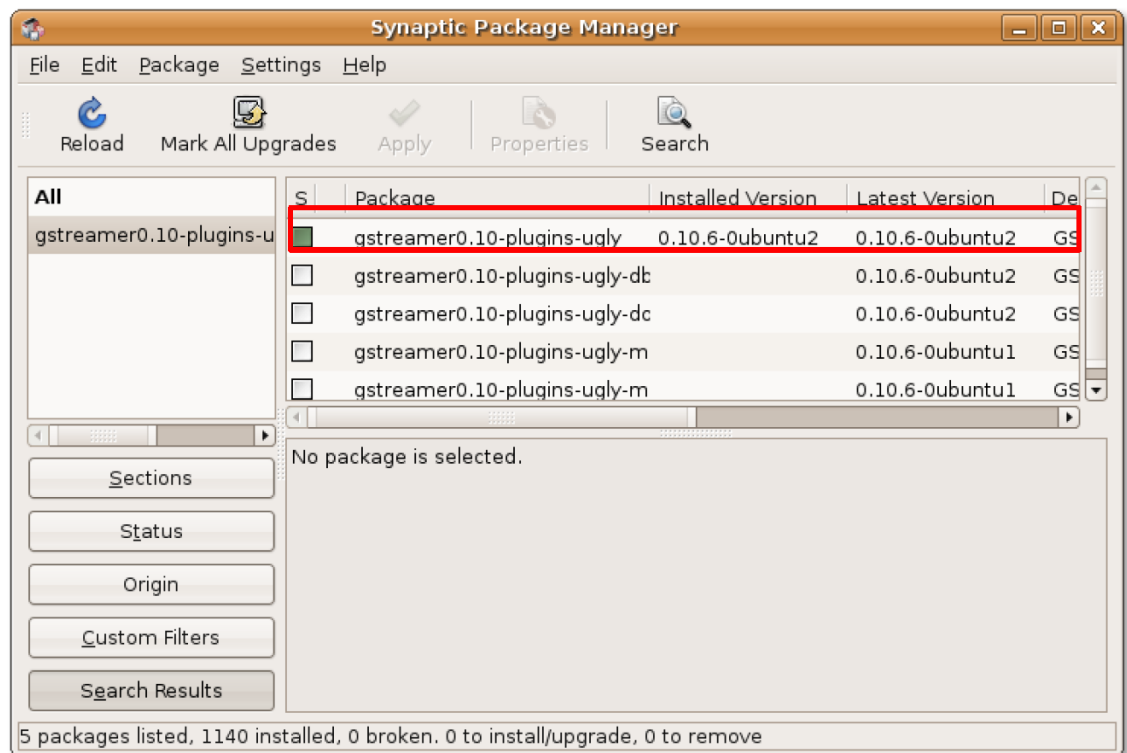 Synaptic Package Manager
File Edit Package Settings Help
Reload Mark All Upgrades Apply Properties Search
All
gstreamer0.10-plugins-u
S Package Installed Version Latest Version De
gstreamer0.10-plugins-ugly 0.10.6-0ubuntu2 0.10.6-0ubuntu2 GS
gstreamer0.10-plugins-ugly-db 0.10.6-0ubuntu2 GS
gstreamer0.10-plugins-ugly-dc 0.10.6-0ubuntu2 GS
gstreamer0.10-plugins-ugly-m 0.10.6-0ubuntu1 GS
gstreamer0.10-plugins-ugly-m 0.10.6-0ubuntu1 GS
No package is selected.
Sections
Status
Origin
Custom Filters
Search Results
5 packages listed, 1140 installed, 0 broken. 0 to install/upgrade, 0 to remove